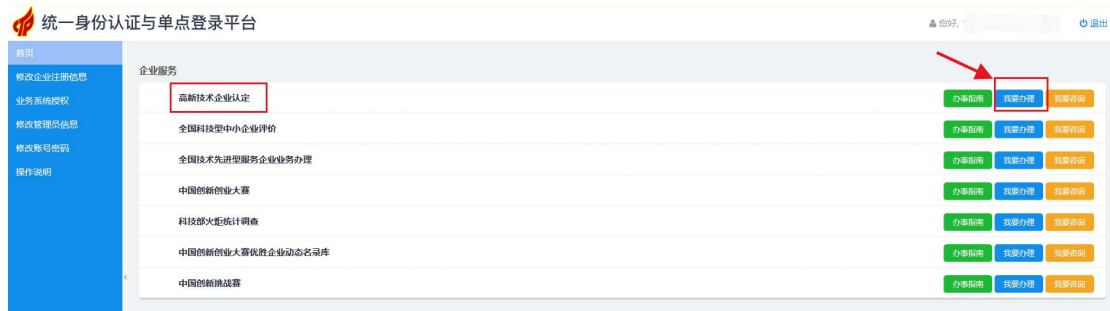 统一身份认证与单点登录平台
您好,
退出
首页
修改企业注册信息
业务系统授权
修改管理员信息
修改账号密码
操作说明
企业服务
高新技术企业认定 办事指南 我要办理 我要咨询
全国科技型中小企业评价 办事指南 我要办理 我要咨询
全国技术先进型服务企业业务办理 办事指南 我要办理 我要咨询
中国创新创业大赛 办事指南 我要办理 我要咨询
科技部火炬统计调查 办事指南 我要办理 我要咨询
中国创新创业大赛优胜企业动态名录库 办事指南 我要办理 我要咨询
中国创新挑战赛 办事指南 我要办理 我要咨询